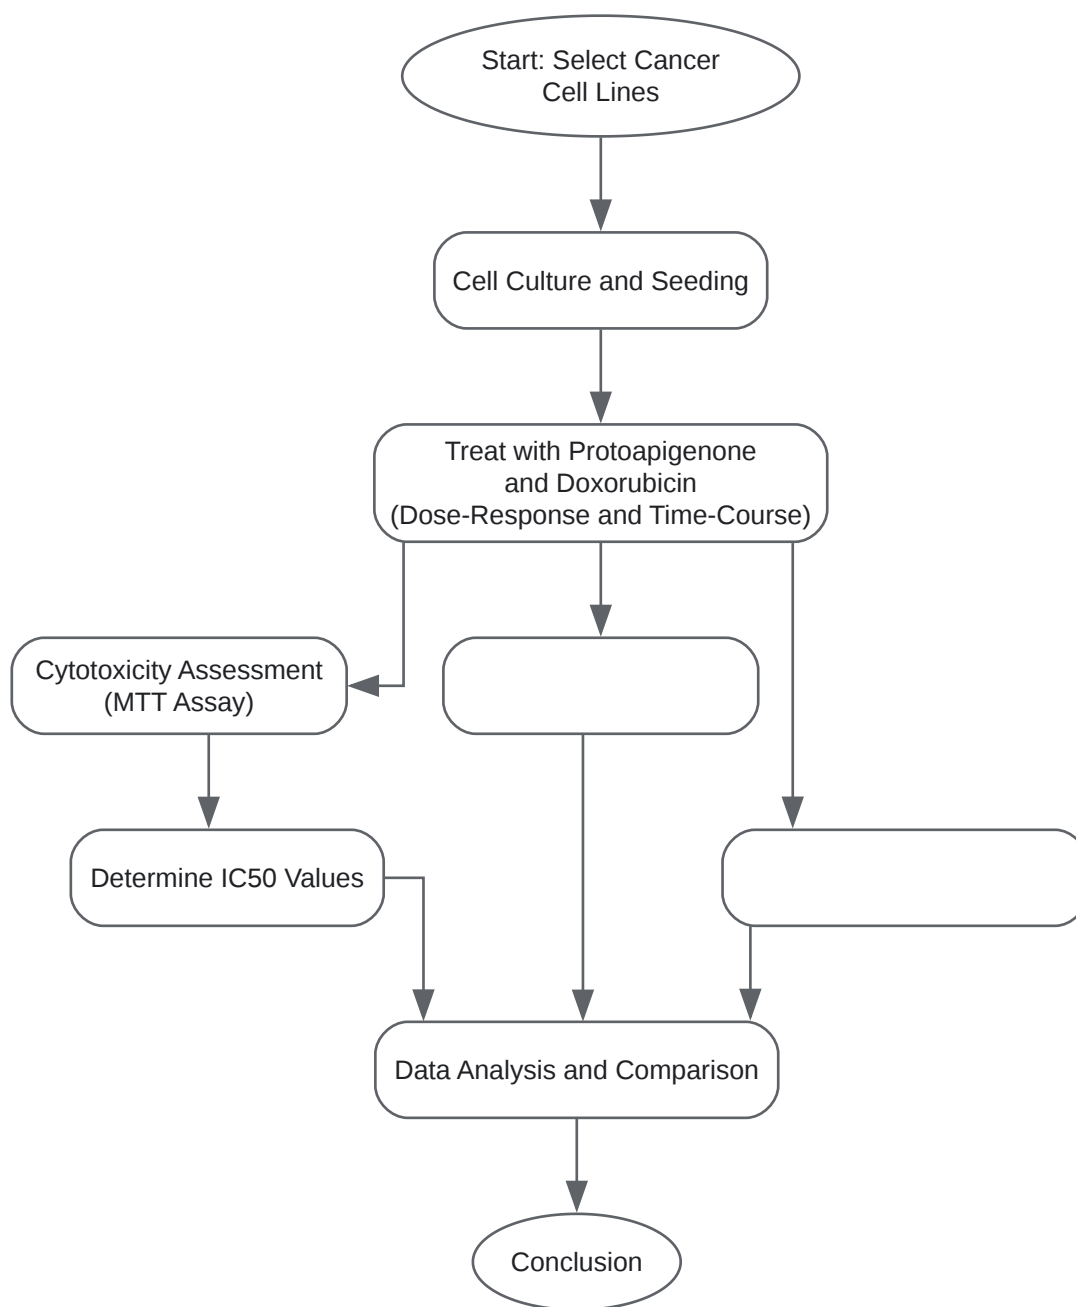 Start: Select Cancer
Cell Lines
Cell Culture and Seeding
Treat with Protoapigenone
and Doxorubicin
(Dose-Response and Time-Course)
Cytotoxicity Assessment
(MTT Assay)
Determine IC50 Values
Data Analysis and Comparison
Conclusion